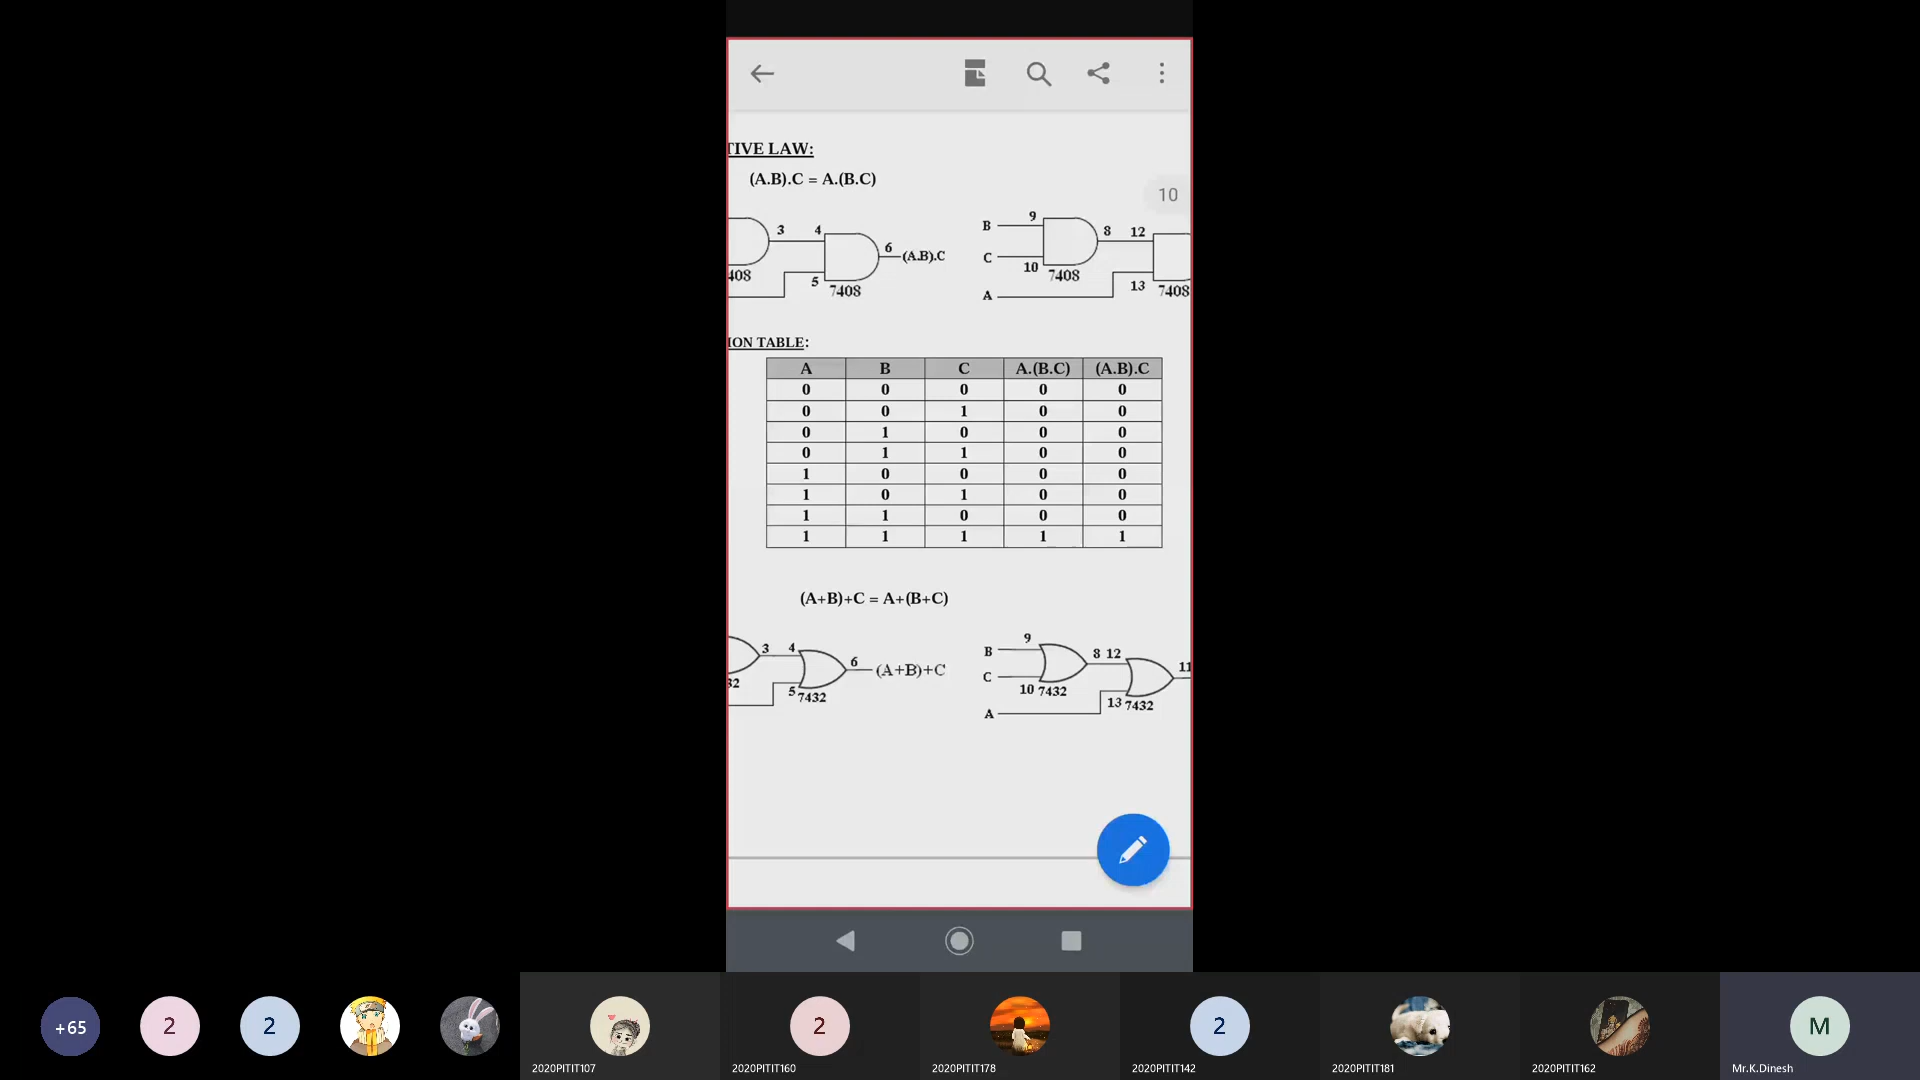 TIVE LAW:
(A.B).C = A.(B.C)
10
3 4 6 (A.B).C
408 5 7408
B 9 8 12
C 10 7408
A 13 7408
ION TABLE:
A B C A.(B.C) (A.B).C
0 0 0 0 0
0 0 1 0 0
0 1 0 0 0
0 1 1 0 0
1 0 0 0 0
1 0 1 0 0
1 1 0 0 0
1 1 1 1 1
(A+B)+C = A+(B+C)
3 4 6 (A+B)+C
32 5 7432
B 9 8 12 11
C 10 7432
A 13 7432
+65 2 2 2 2 M
2020PITIT107 2020PITIT160 2020PITIT178 2020PITIT142 2020PITIT181 2020PITIT162 Mr.K.Dinesh